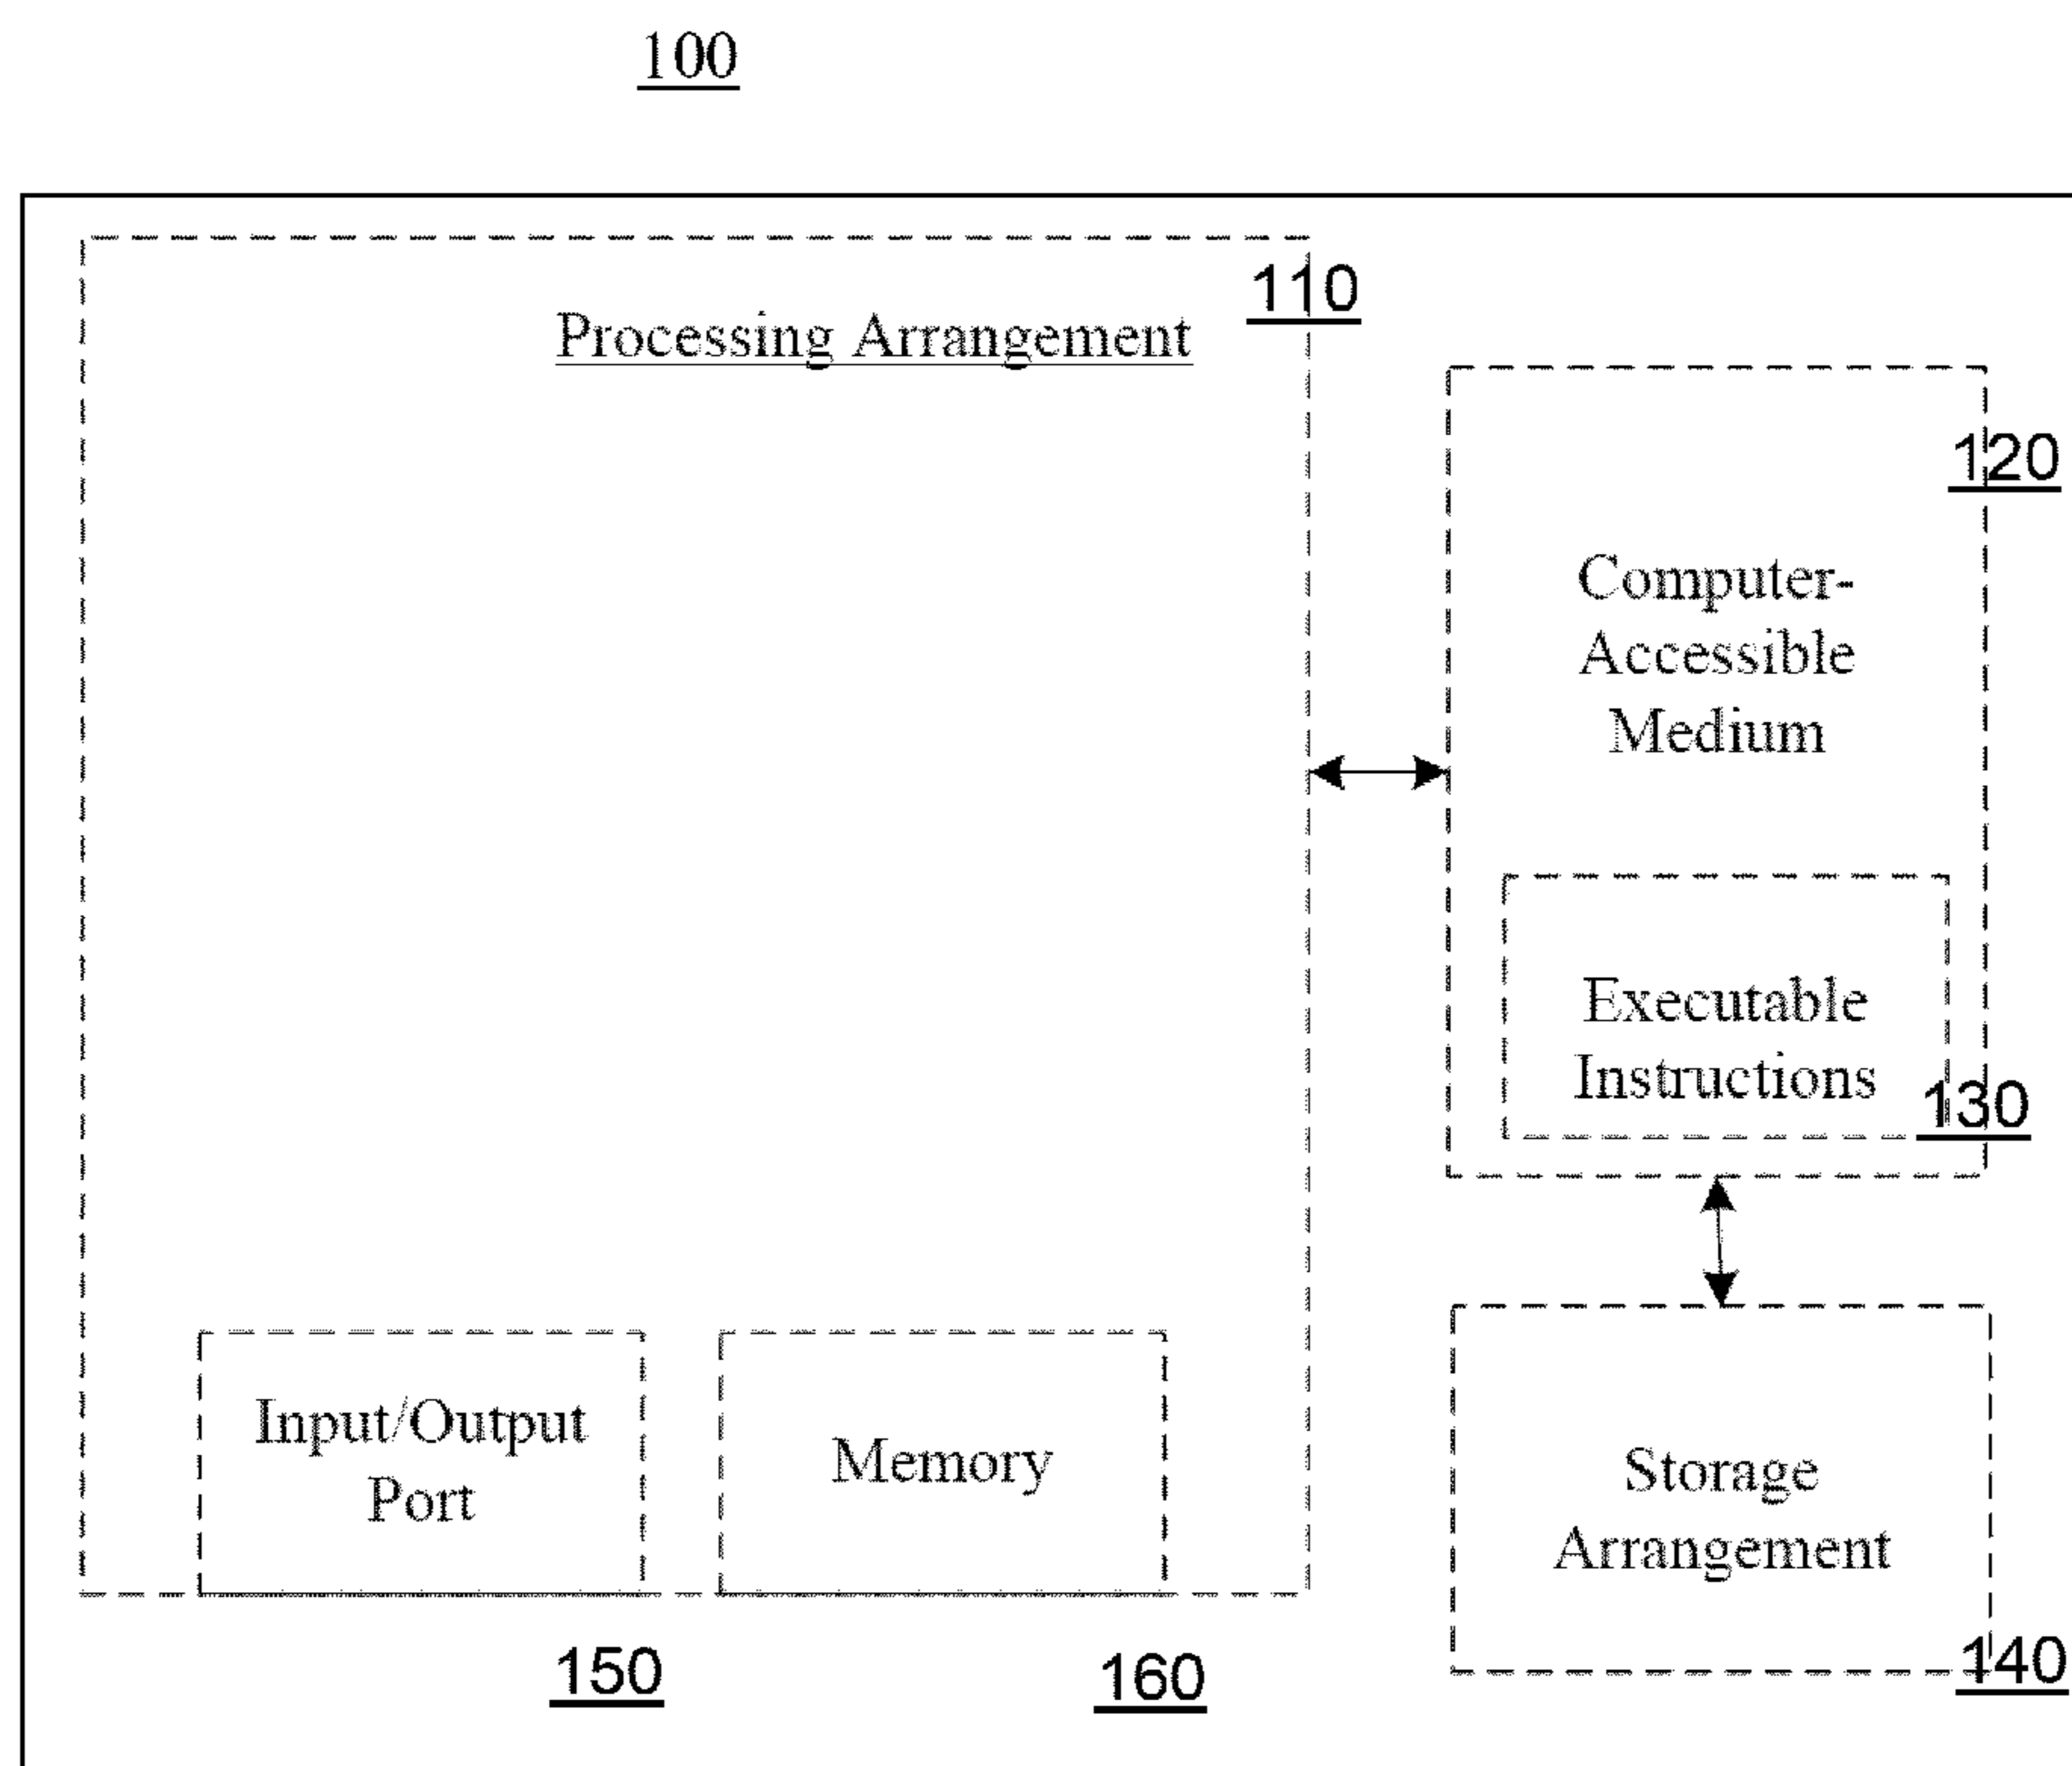 100
110
Processing Arrangement
120
Computer-
Accessible
Medium
Executable
Instructions
130
Input/Output
Port
Memory
Storage
Arrangement
140
150
160